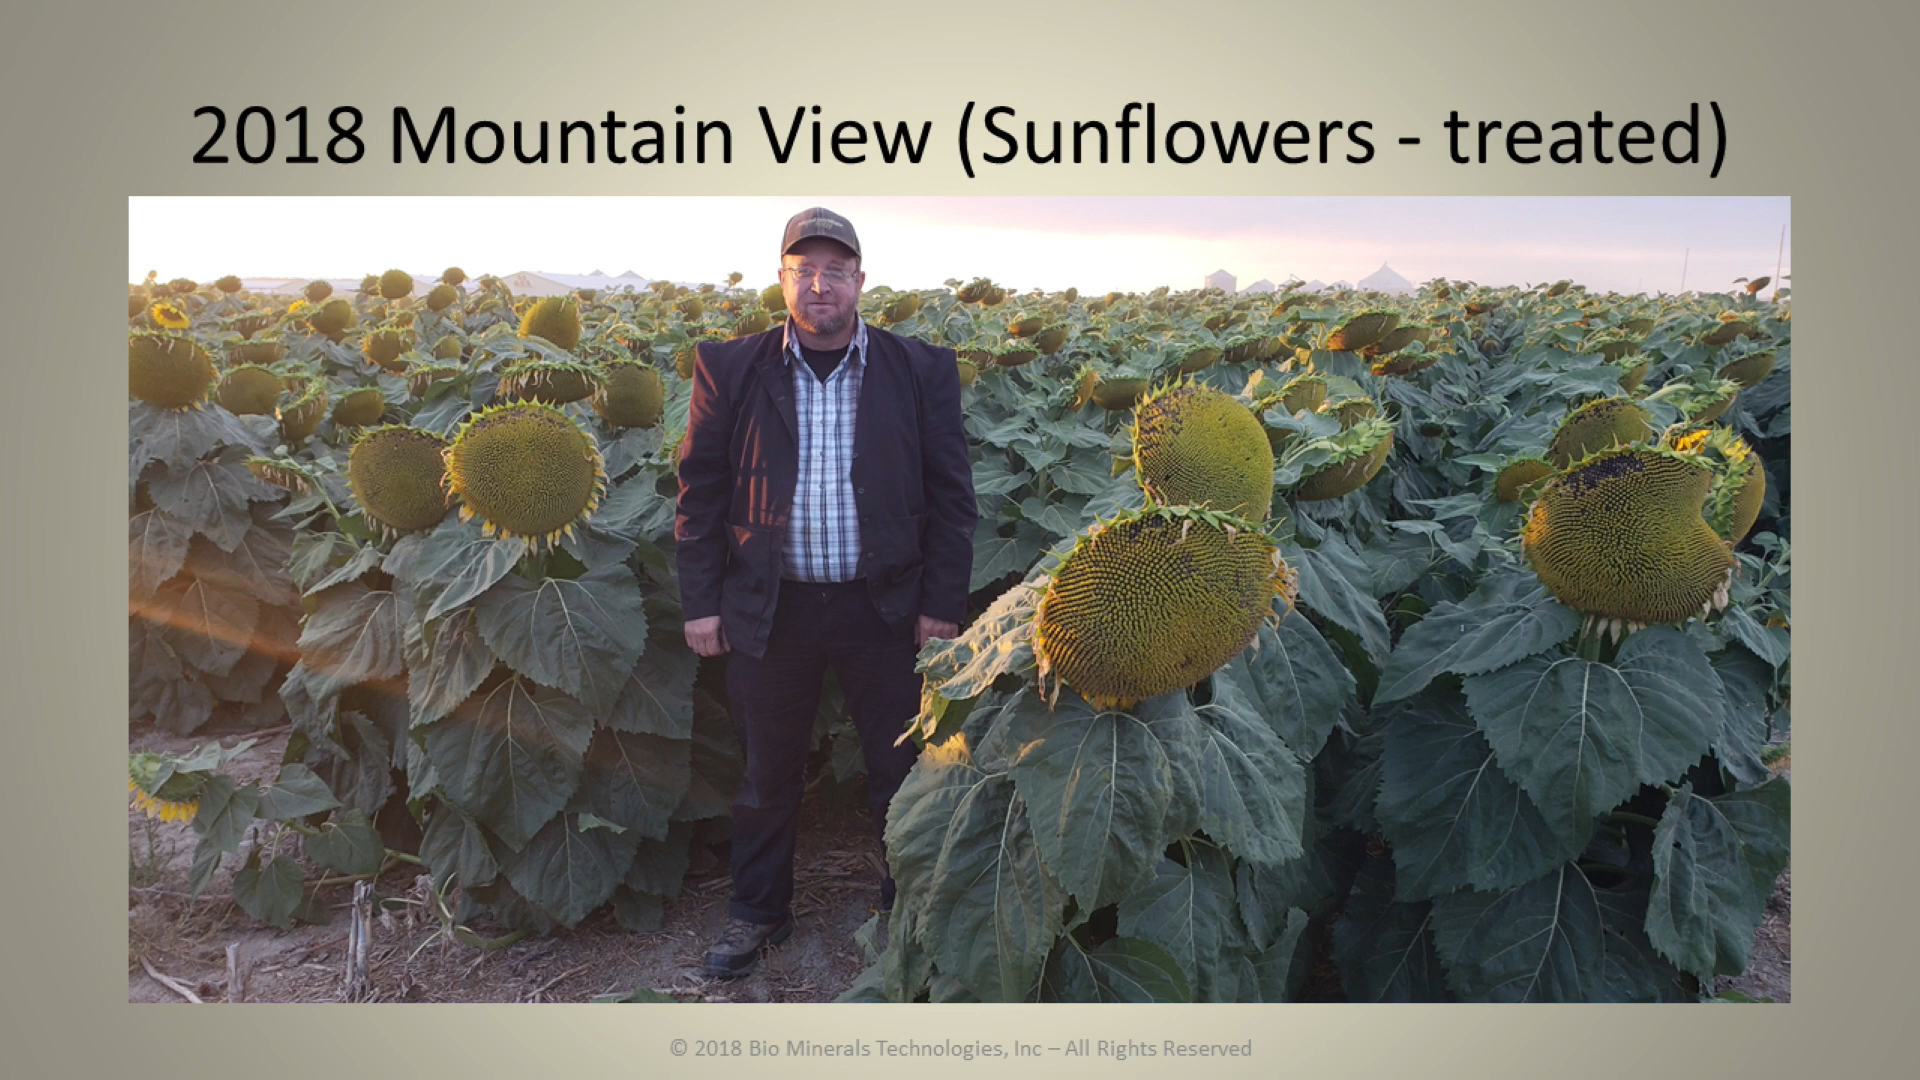 2018 Mountain View (Sunflowers - treated)
© 2018 Bio Minerals Technologies, Inc – All Rights Reserved